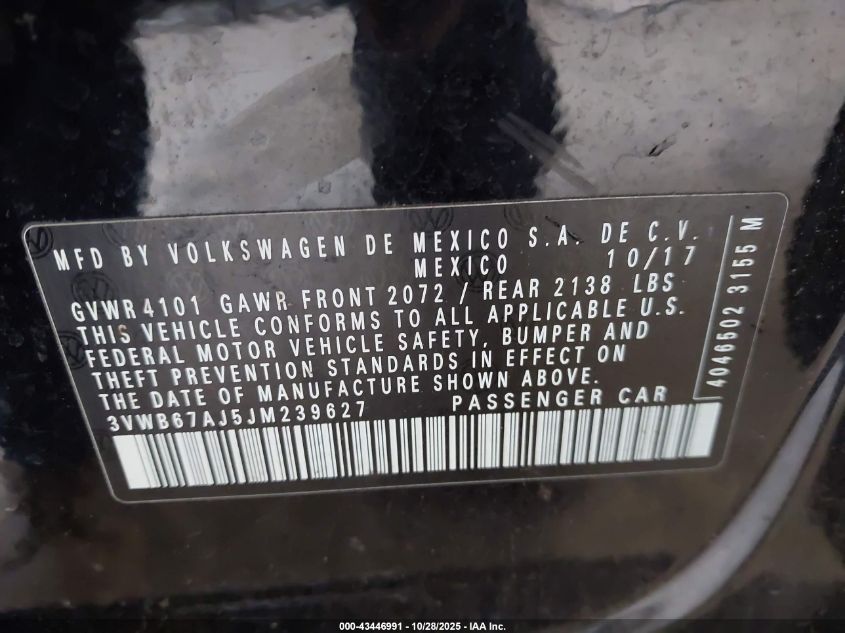 MFD BY VOLKSWAGEN DE MEXICO S.A. DE C.V.
MEXICO 10/17
GVWR 4101 GAWR FRONT 2072 / REAR 2138 LBS
THIS VEHICLE CONFORMS TO ALL APPLICABLE U.S.
FEDERAL MOTOR VEHICLE SAFETY, BUMPER AND
THEFT PREVENTION STANDARDS IN EFFECT ON
THE DATE OF MANUFACTURE SHOWN ABOVE.
3VWB67AJ5JM239627 PASSENGER CAR
4046502 3155 M
000-43446991 - 10/28/2025 - IAA Inc.